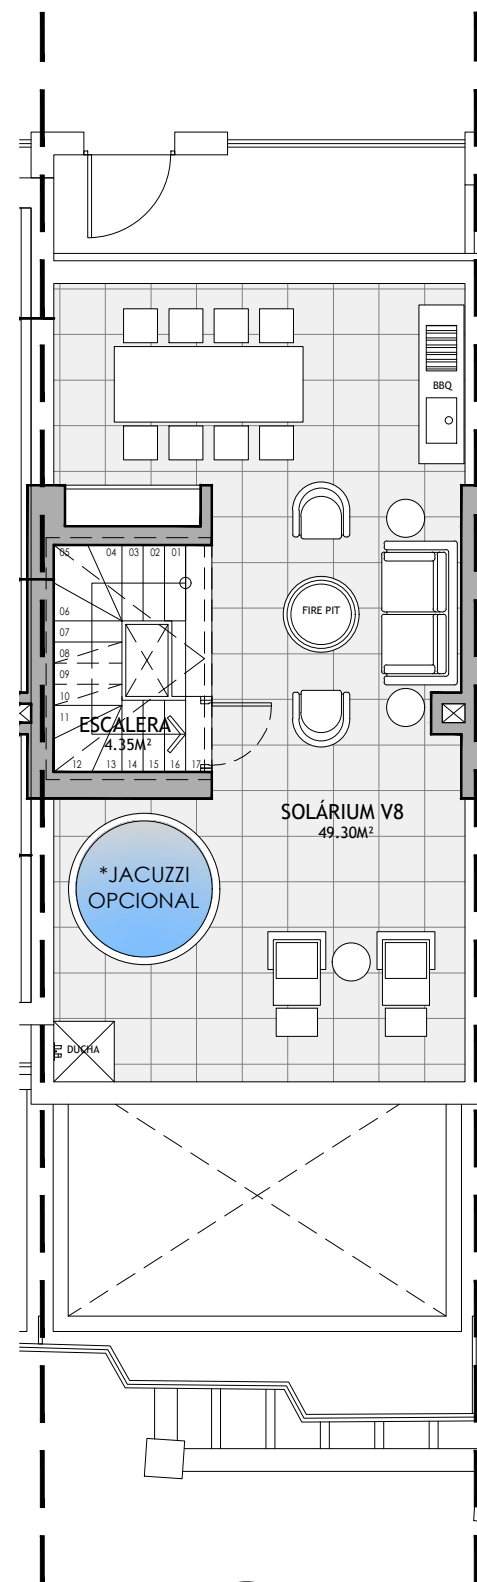 BBQ
05 04 03 02 01
FIRE PIT
06
07
08
09
10
11
ESCALERA
4.35M²
12 13 14 15 16 17
SOLÁRIUM V8
49.30M²
*JACUZZI
OPCIONAL
DUCHA